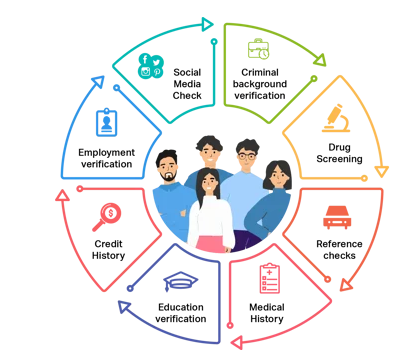 Social
Media
Check
Criminal
background
verification
Drug
Screening
Reference
checks
Medical
History
Education
verification
Credit
History
Employment
verification